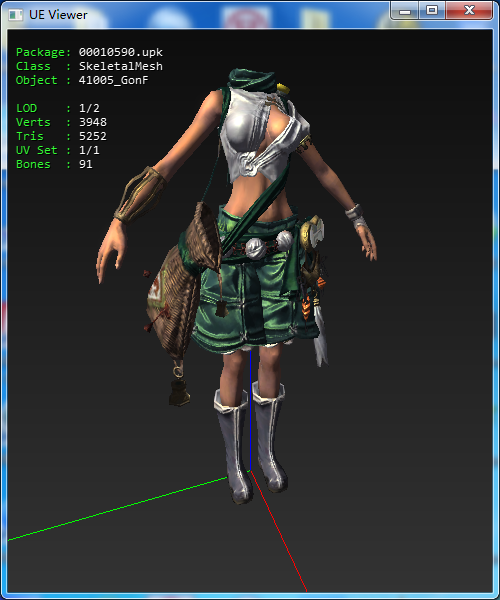 UE Viewer
Package: 00010590.upk
Class  : SkeletalMesh
Object : 41005_GonF
LOD    : 1/2
Verts  : 3948
Tris   : 5252
UV Set : 1/1
Bones  : 91